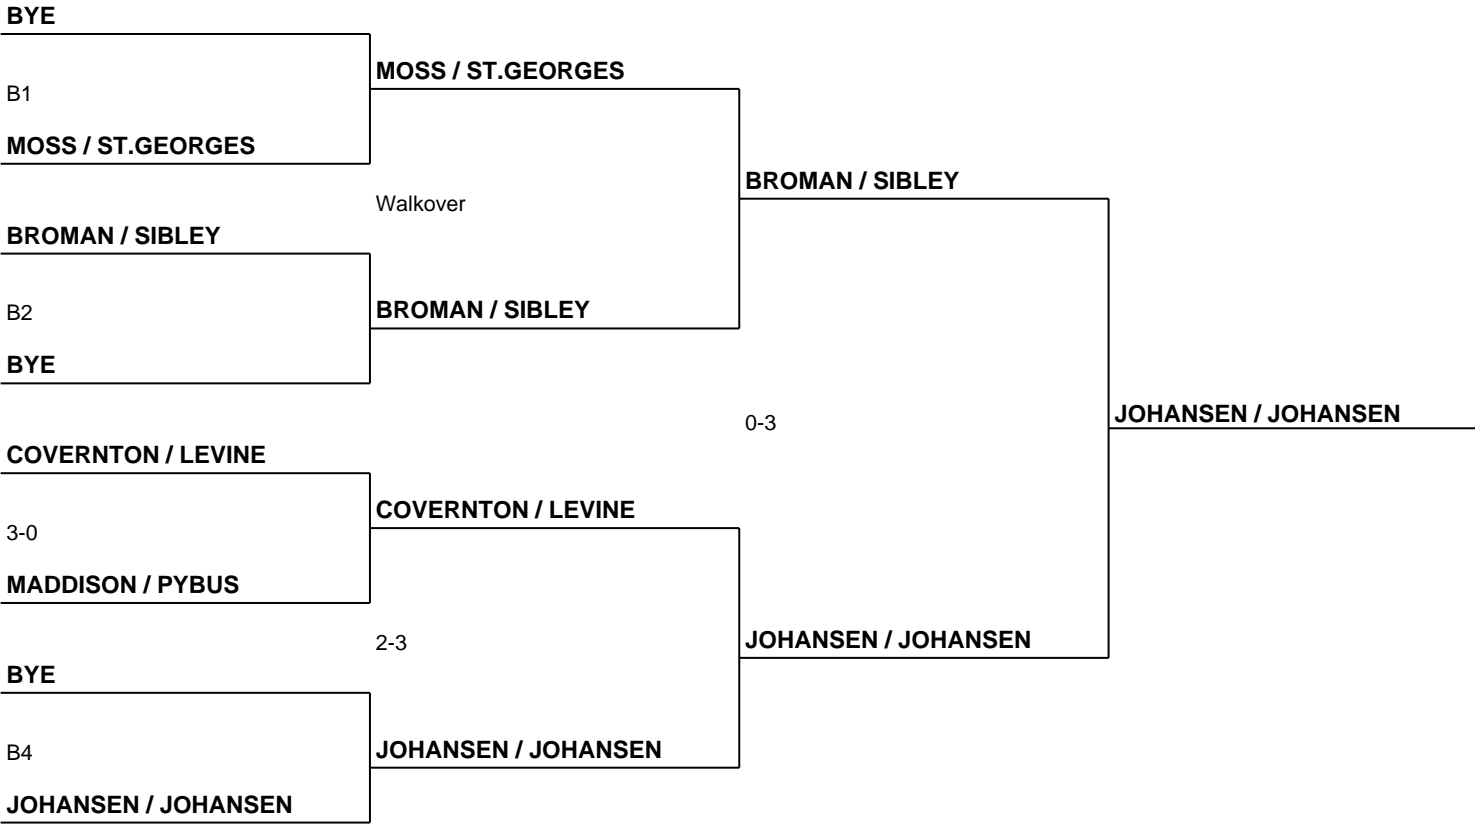 BYE
MOSS / ST.GEORGES
B1
MOSS / ST.GEORGES
BROMAN / SIBLEY
Walkover
BROMAN / SIBLEY
B2
BROMAN / SIBLEY
BYE
JOHANSEN / JOHANSEN
0-3
COVERNTON / LEVINE
COVERNTON / LEVINE
3-0
MADDISON / PYBUS
2-3
JOHANSEN / JOHANSEN
BYE
B4
JOHANSEN / JOHANSEN
JOHANSEN / JOHANSEN